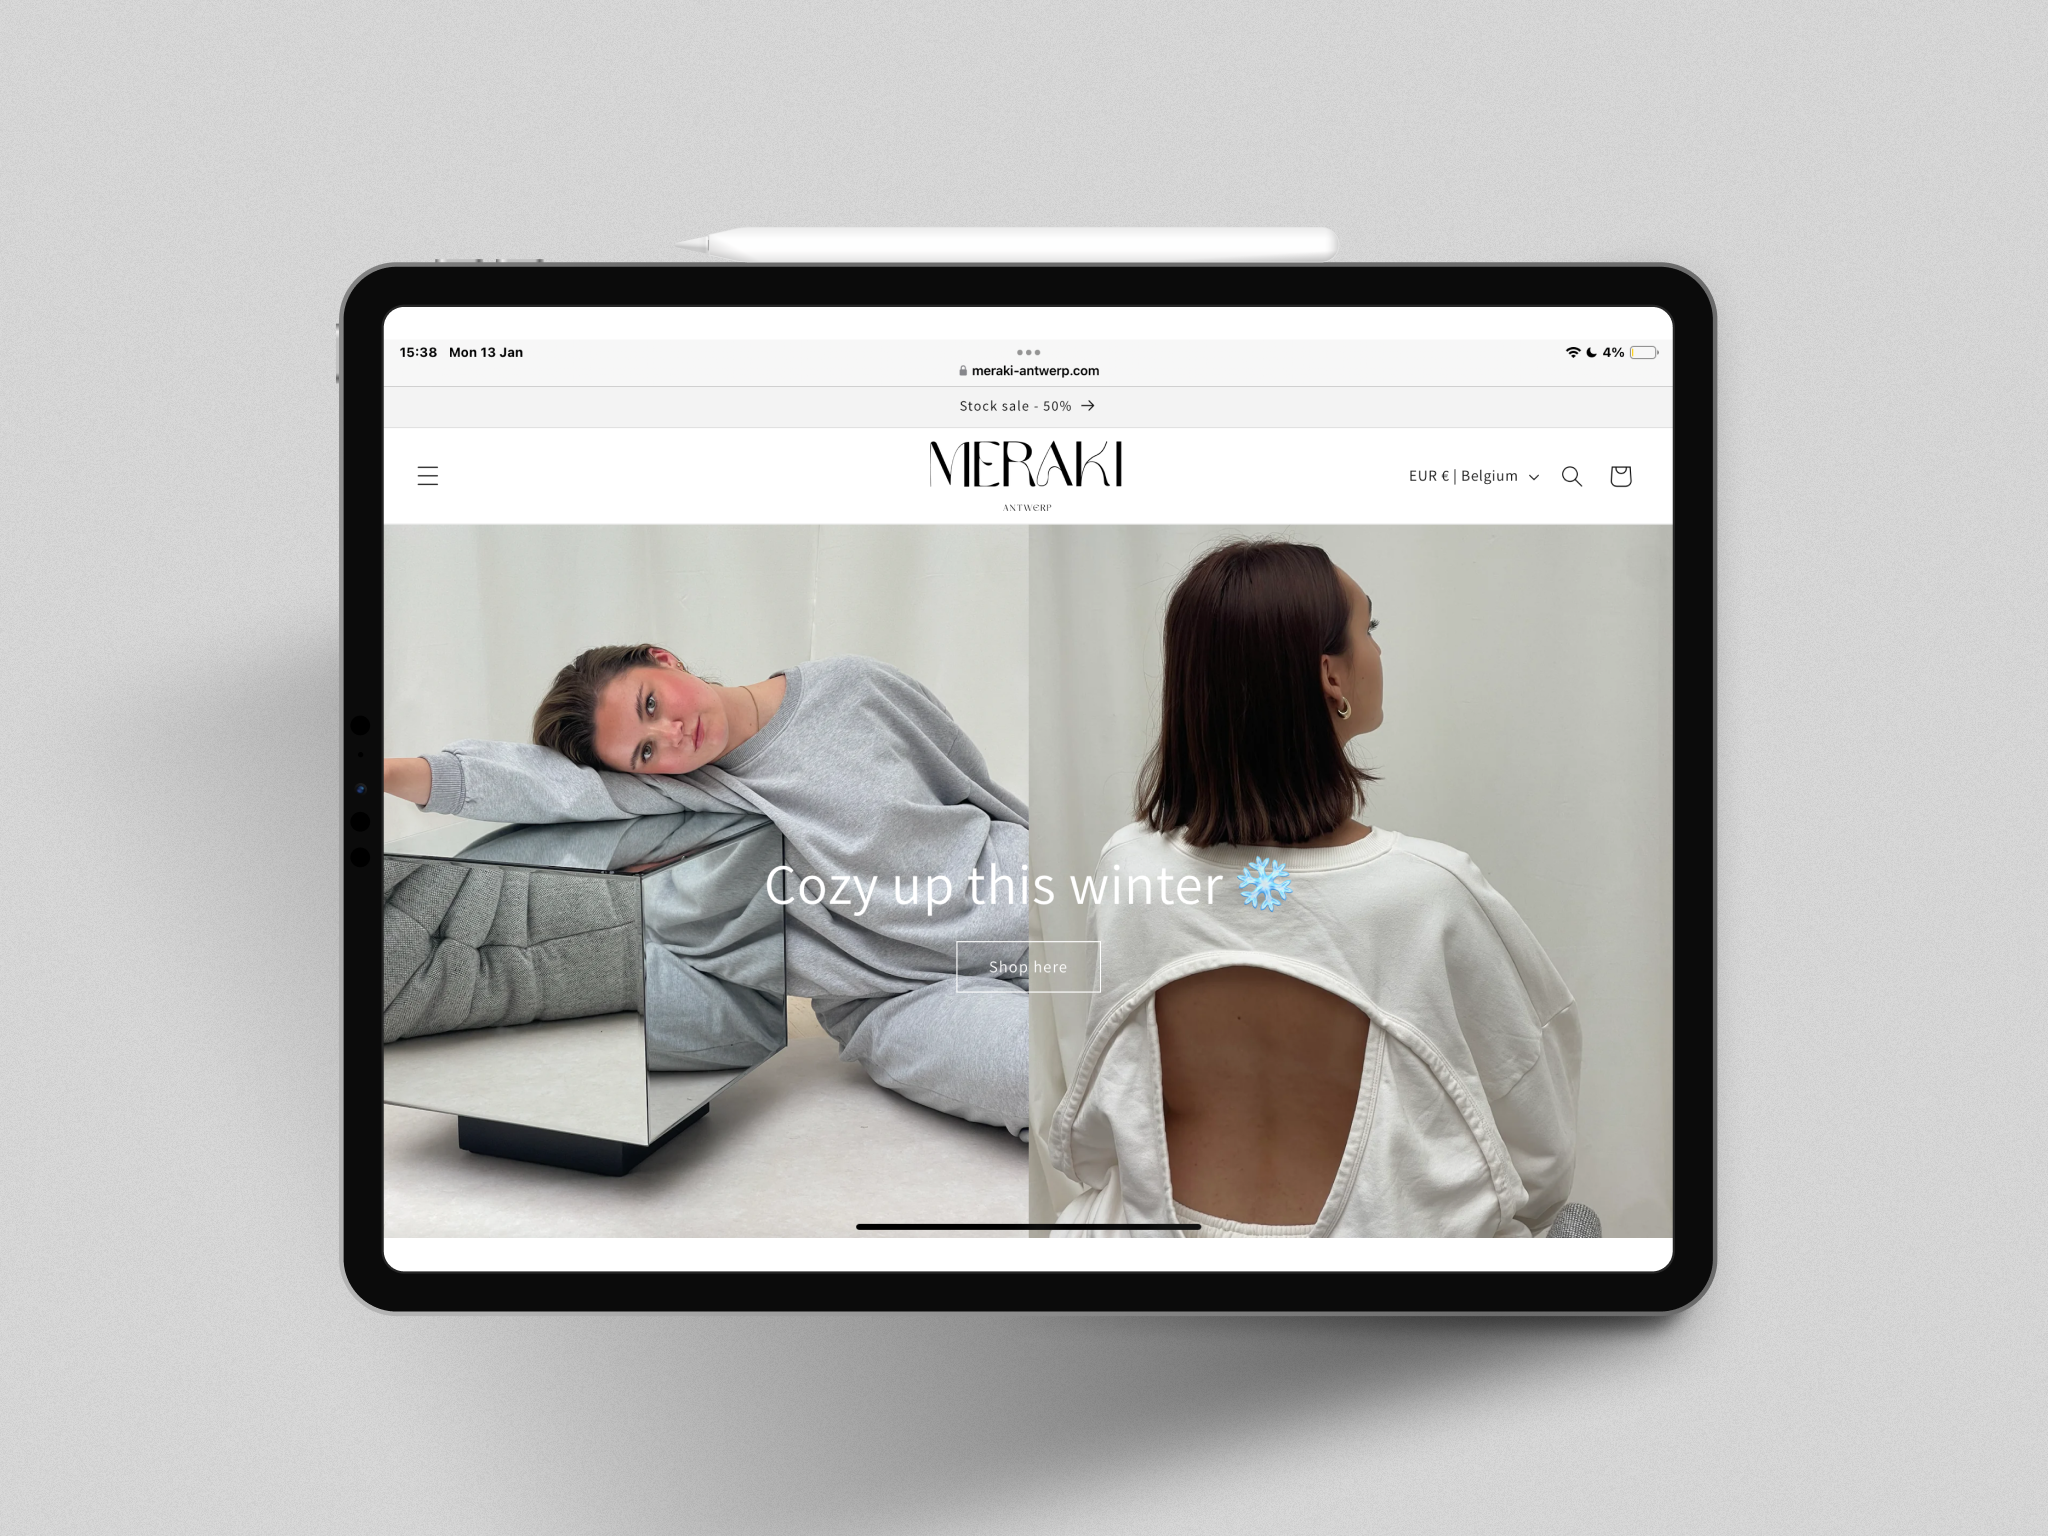 15:38 Mon 13 Jan
4%
meraki-antwerp.com
Stock sale - 50% →
MERAKI
ANTWERP
EUR € | Belgium
Cozy up this winter ❄️
Shop here